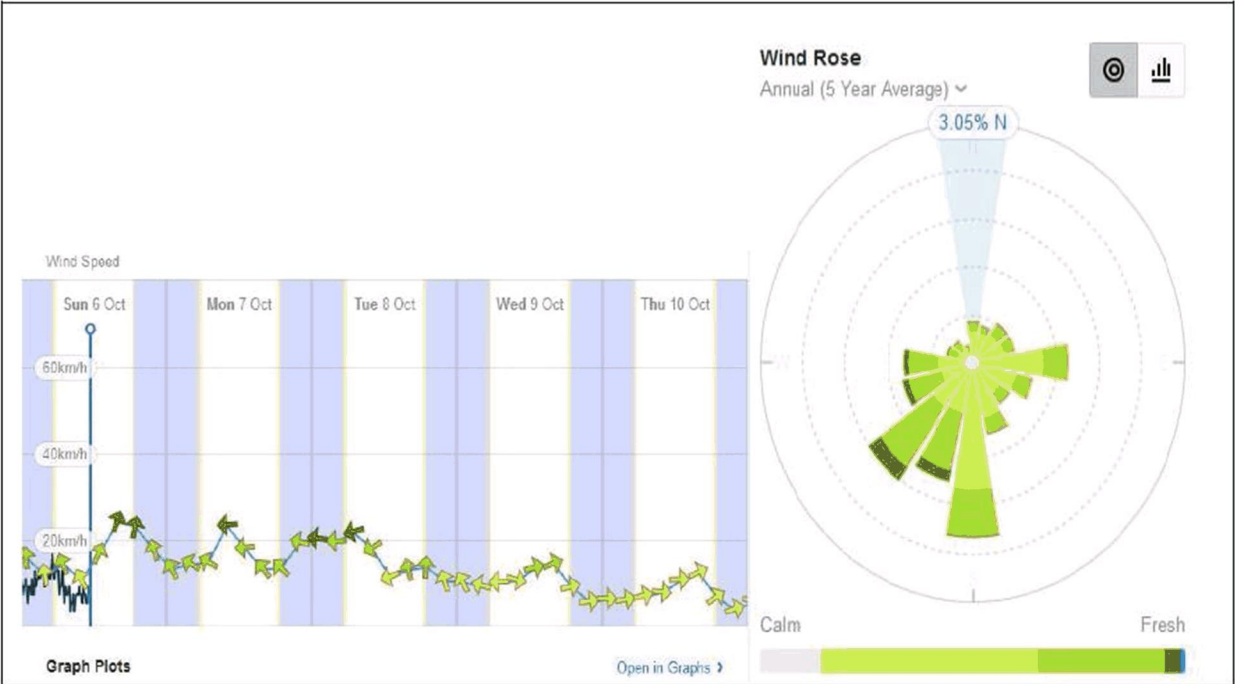 Wind Rose
Annual (5 Year Average)
3.05% N
Wind Speed
Sun 6 Oct Mon 7 Oct Tue 8 Oct Wed 9 Oct Thu 10 Oct
60km/h
40km/h
20km/h
Calm Fresh
Graph Plots Open in Graphs